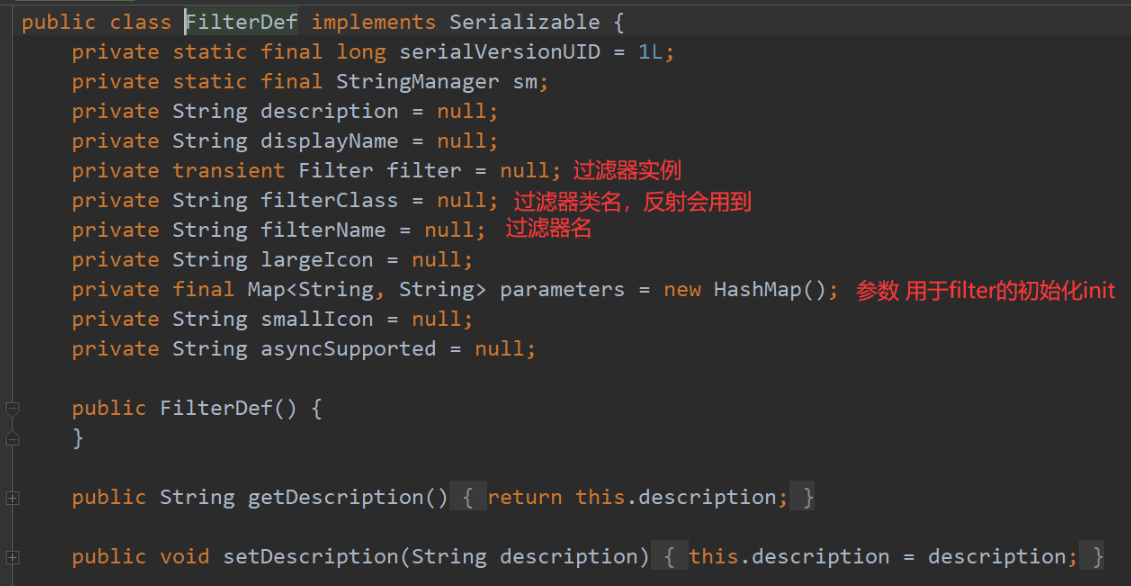 public class FilterDef implements Serializable {
private static final long serialVersionUID = 1L;
private static final StringManager sm;
private String description = null;
private String displayName = null;
private transient Filter filter = null; 过滤器实例
private String filterClass = null; 过滤器类名，反射会用到
private String filterName = null; 过滤器名
private String largeIcon = null;
private final Map<String, String> parameters = new HashMap(); 参数 用于filter的初始化init
private String smallIcon = null;
private String asyncSupported = null;
public FilterDef() {
}
public String getDescription() { return this.description; }
public void setDescription(String description) { this.description = description; }